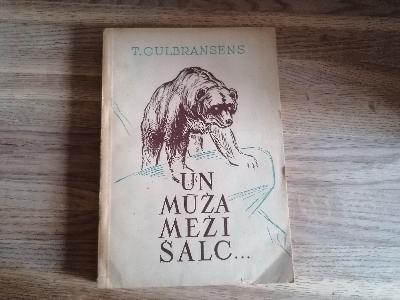 T. GULBRANSENS
UN
MŪŽA
MEŽI
ŠALC...